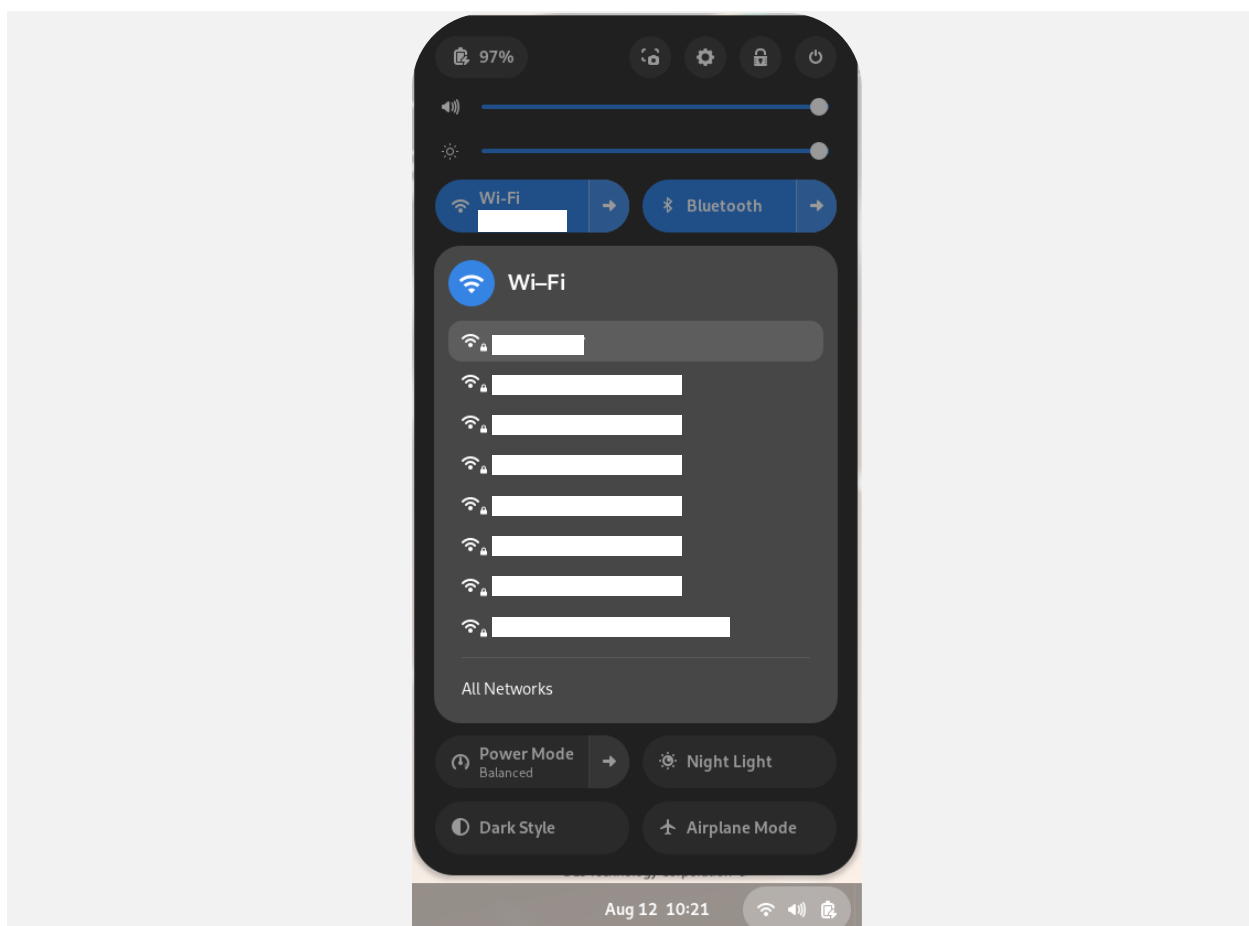 97%
Wi-Fi
Bluetooth
Wi–Fi
All Networks
Power Mode
Balanced
Night Light
Dark Style
Airplane Mode
Aug 12 10:21